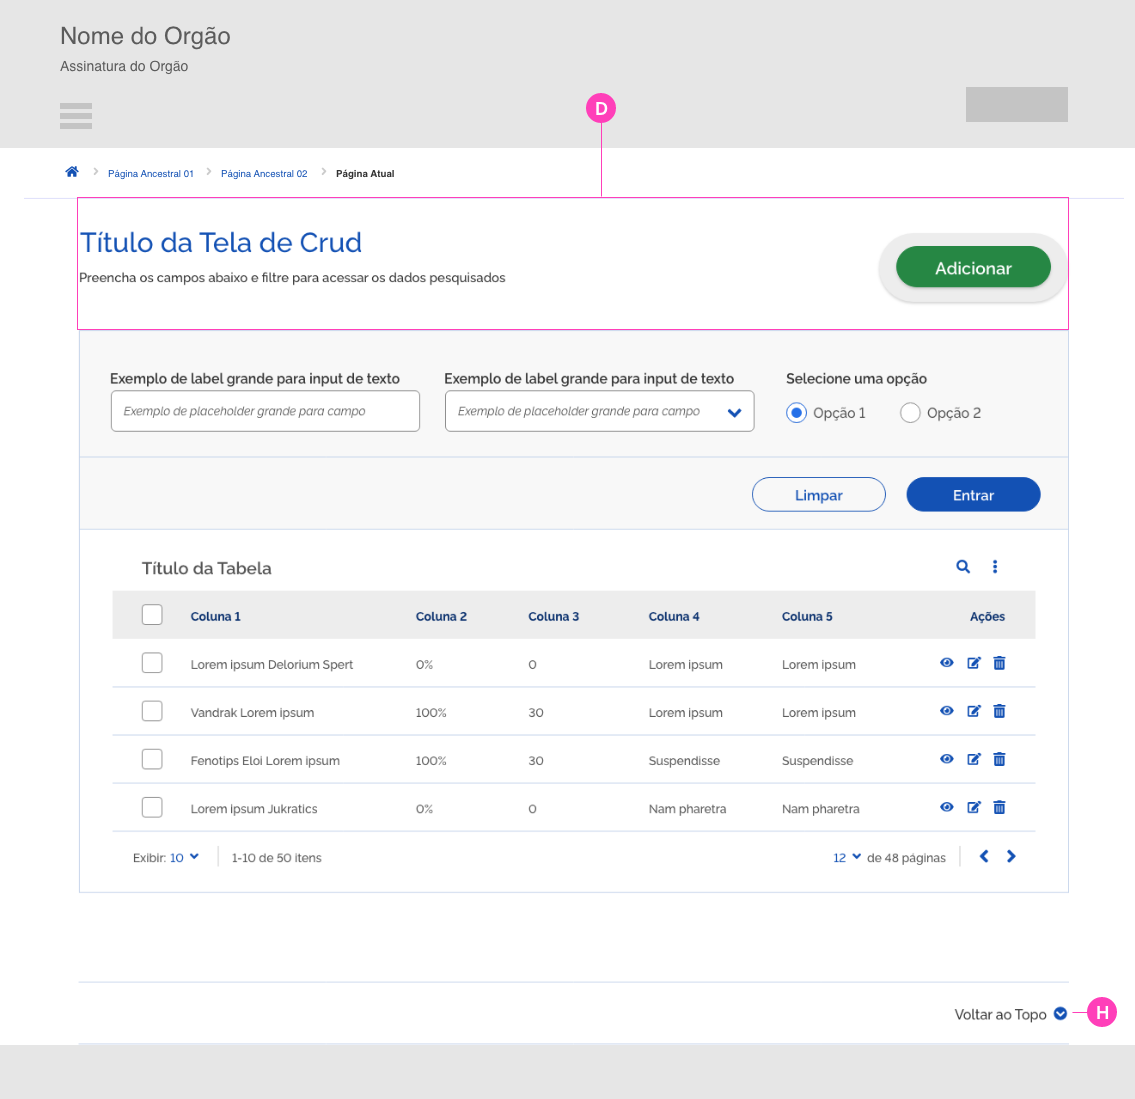 Nome do Orgão
Assinatura do Orgão
D
Página Ancestral 01 Página Ancestral 02 Página Atual
Título da Tela de Crud
Preencha os campos abaixo e filtre para acessar os dados pesquisados
Adicionar
Exemplo de label grande para input de texto Exemplo de label grande para input de texto Selecione uma opção
Exemplo de placeholder grande para campo Exemplo de placeholder grande para campo Opção 1 Opção 2
Limpar Entrar
Título da Tabela
Coluna 1 Coluna 2 Coluna 3 Coluna 4 Coluna 5 Ações
Lorem ipsum Delorium Spert 0% 0 Lorem ipsum Lorem ipsum
Vandrak Lorem ipsum 100% 30 Lorem ipsum Lorem ipsum
Fenotips Eloi Lorem ipsum 100% 30 Suspendisse Suspendisse
Lorem ipsum Jukratics 0% 0 Nam pharetra Nam pharetra
Exibir: 10 1-10 de 50 itens 12 de 48 páginas
Voltar ao Topo H